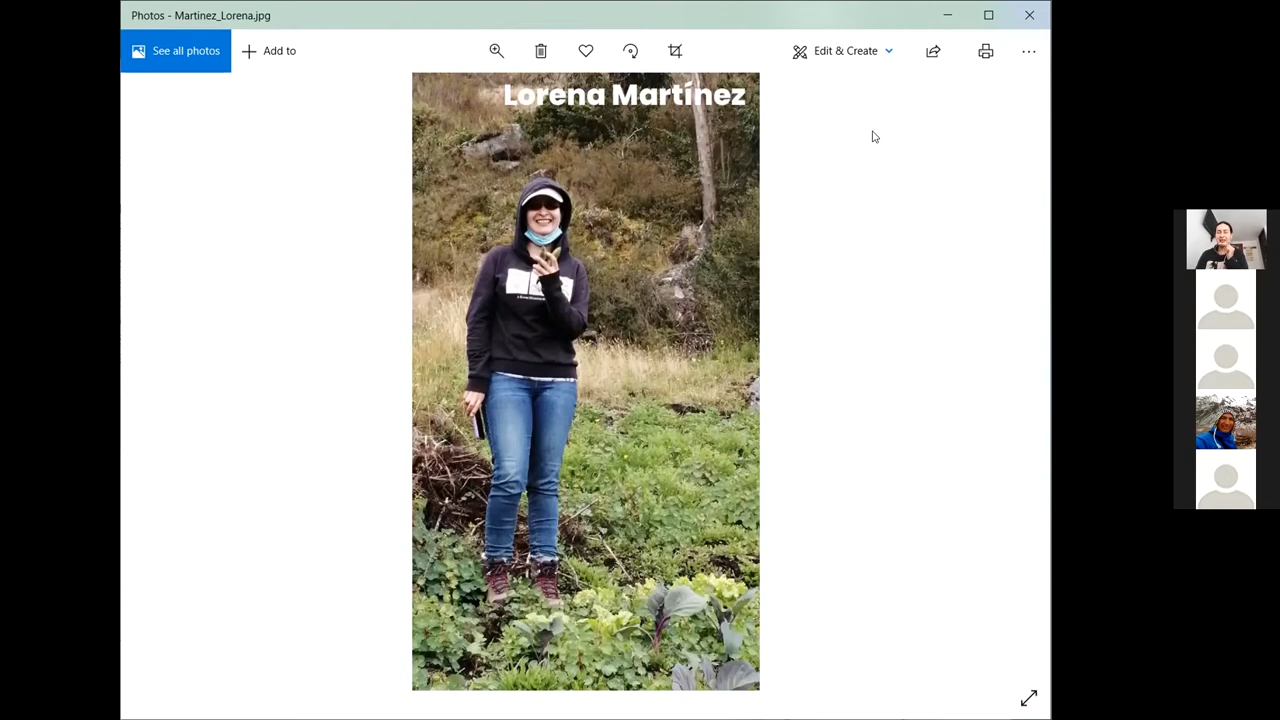 Photos - Martinez_Lorena.jpg
See all photos
Add to
Edit & Create
Lorena Martínez